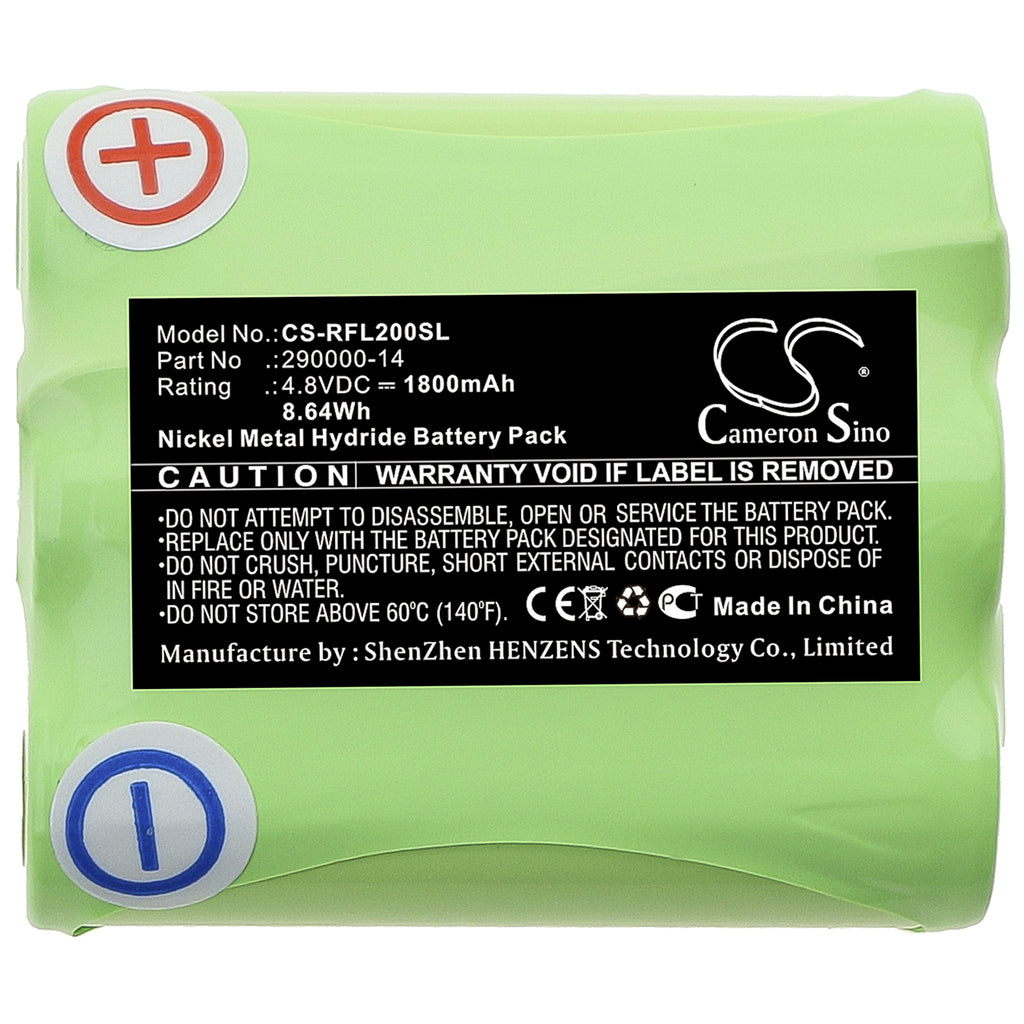 Model No.:CS-RFL200SL
Part No .:290000-14
Rating .:4.8VDC ⎓ 1800mAh
8.64Wh
Nickel Metal Hydride Battery Pack
CS®
Cameron Sino
CAUTION| WARRANTY VOID IF LABEL IS REMOVED
•DO NOT ATTEMPT TO DISASSEMBLE, OPEN OR SERVICE THE BATTERY PACK.
•REPLACE ONLY WITH THE BATTERY PACK DESIGNATED FOR THIS PRODUCT.
•DO NOT CRUSH, PUNCTURE, SHORT EXTERNAL CONTACTS OR DISPOSE OF
IN FIRE OR WATER.
•DO NOT STORE ABOVE 60°C (140°F). CE PCT Made In China
Manufacture by : ShenZhen HENZENS Technology Co., Limited